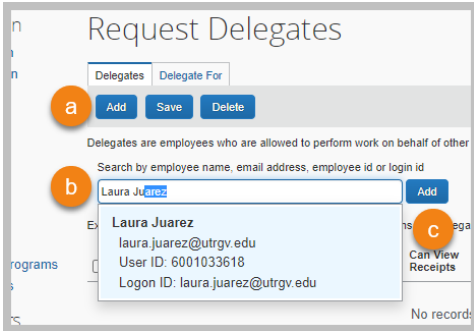 n
Request Delegates
n
Delegates Delegate For
a Add Save Delete
Delegates are employees who are allowed to perform work on behalf of other
Search by employee name, email address, employee id or login id
b Laura Juarez Add
Laura Juarez
laura.juarez@utrgv.edu
c
User ID: 6001033618
Can View
rograms
Receipts
Logon ID: laura.juarez@utrgv.edu
No records